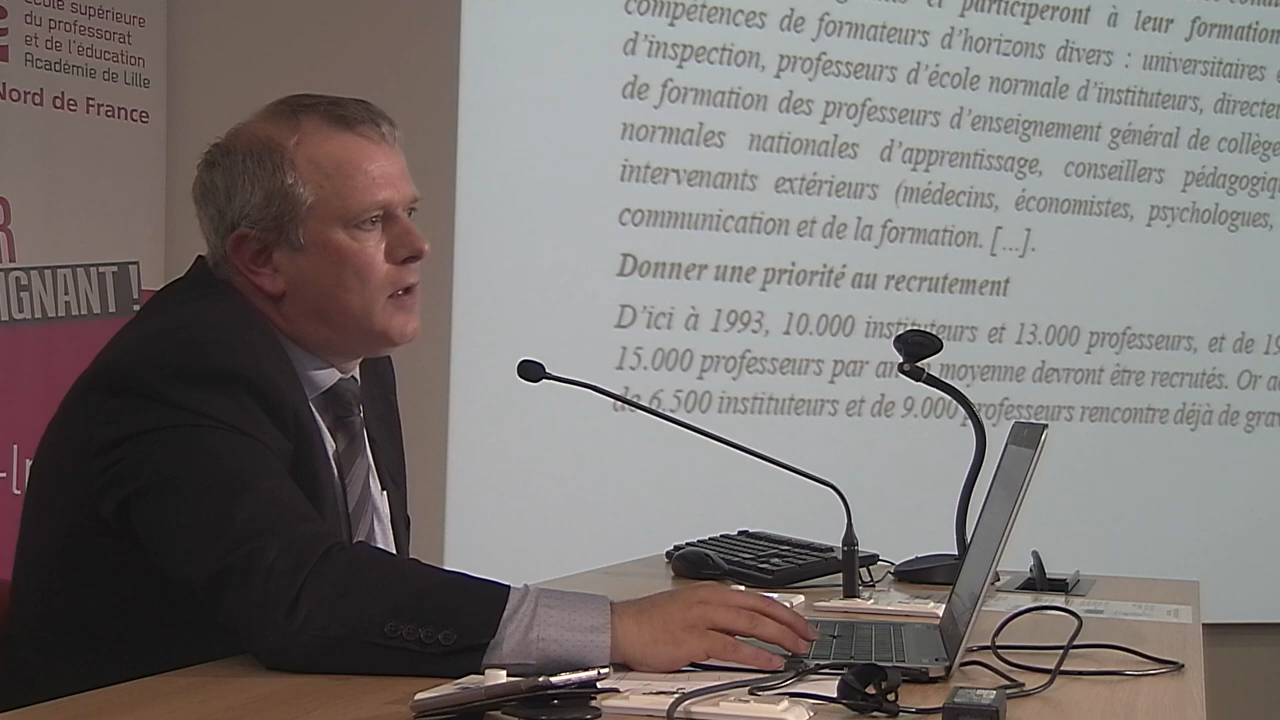 École supérieure
du professorat
et de l'éducation
Académie de Lille
Nord de France
R
IGNANT !
participeront à leur formation
compétences de formateurs d'horizons divers : universitaires
d'inspection, professeurs d'école normale d'instituteurs,
de formation des professeurs d'enseignement général de collège
normales nationales d'apprentissage, conseillers
intervenants extérieurs (médecins, économistes, psychologues,
communication et de la formation. [...].
Donner une priorité au recrutement
D'ici à 1993, 10.000 instituteurs et 13.000 professeurs, et de
15.000 professeurs par an en moyenne devront être recrutés. Or
de 6.500 instituteurs et de 9.000 professeurs rencontre déjà de